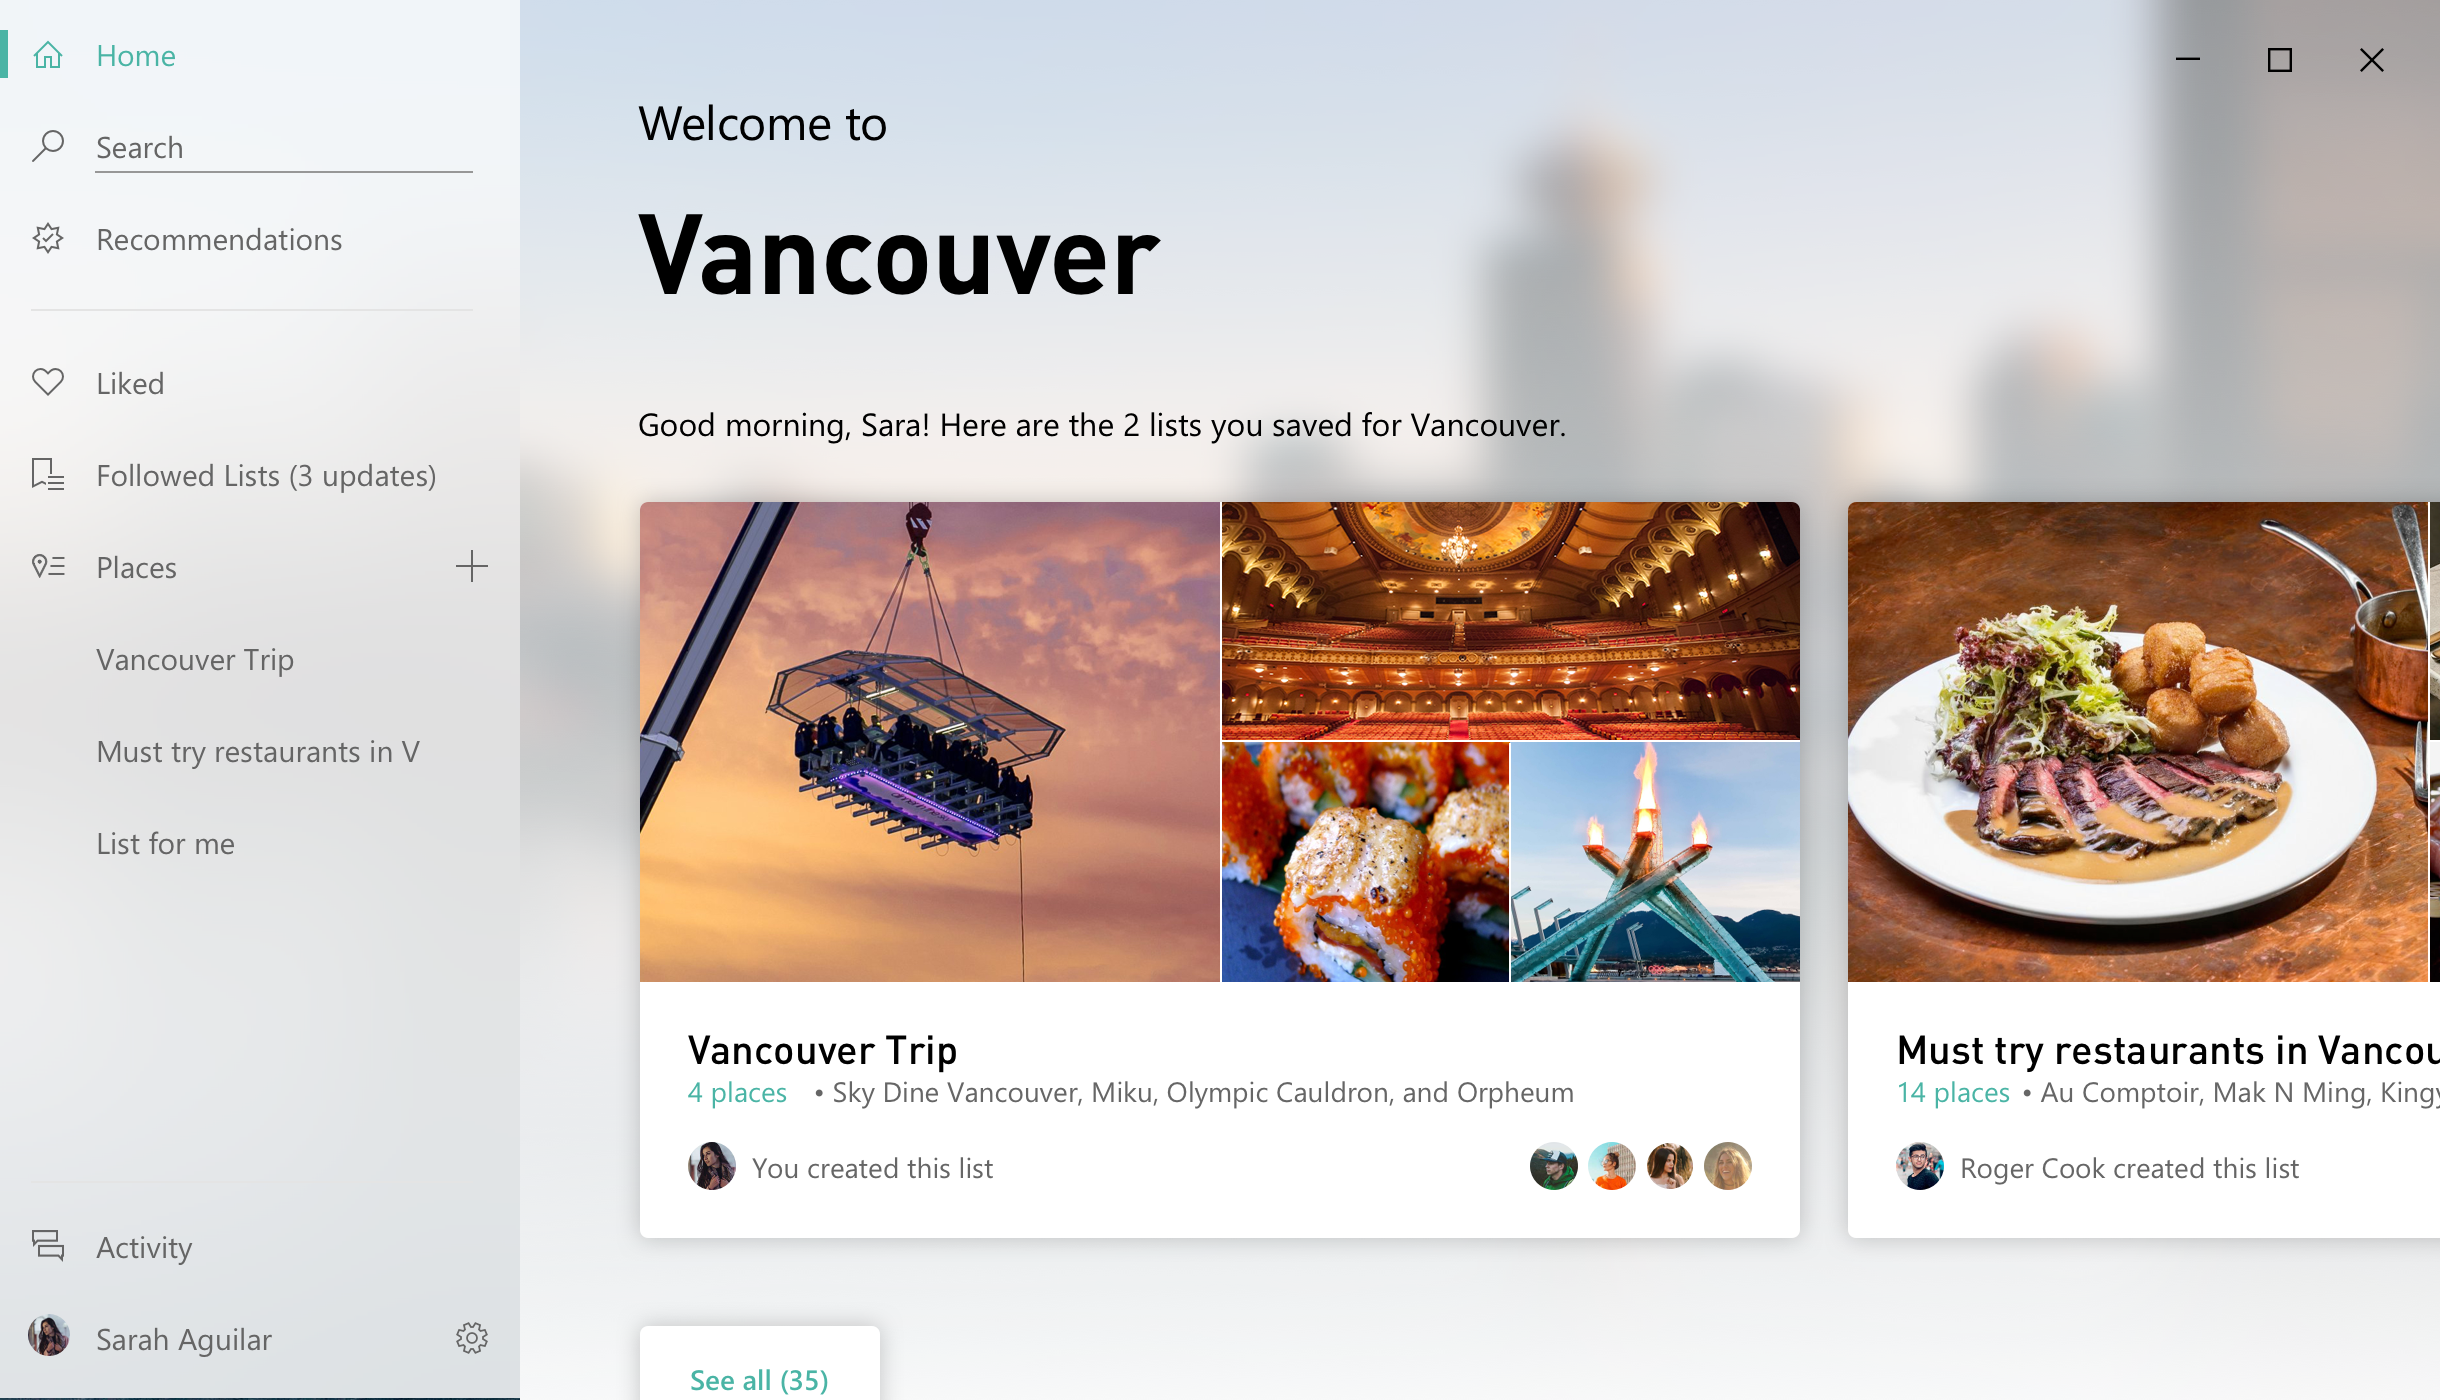 Home
Search
Recommendations
Liked
Followed Lists (3 updates)
Places
Vancouver Trip
Must try restaurants in V
List for me
Activity
Sarah Aguilar
Welcome to
Vancouver
Good morning, Sara! Here are the 2 lists you saved for Vancouver.
Vancouver Trip
4 places • Sky Dine Vancouver, Miku, Olympic Cauldron, and Orpheum
You created this list
Must try restaurants in Vancou
14 places • Au Comptoir, Mak N Ming, Kingy
Roger Cook created this list
See all (35)